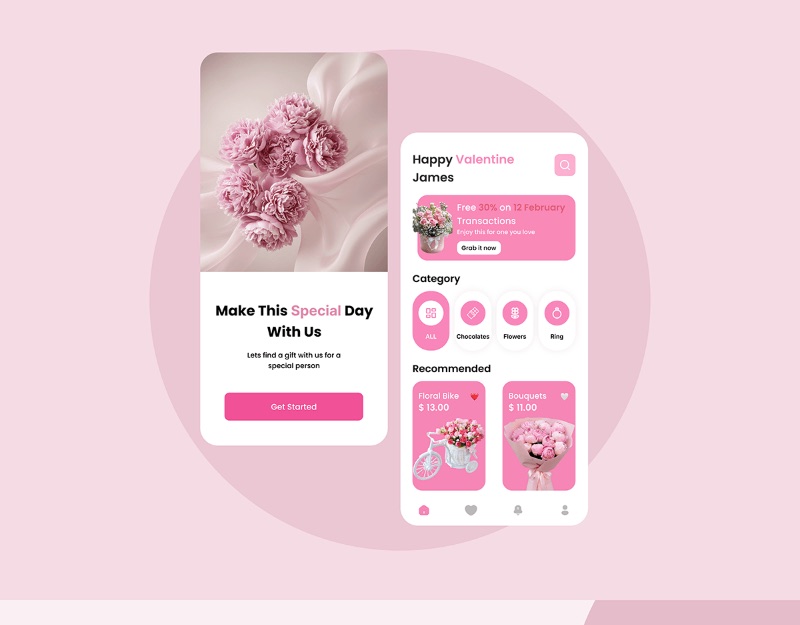 Make This Special Day
With Us
Lets find a gift with us for a
special person
Get Started
Happy Valentine
James
Free 30% on 12 February
Transactions
Enjoy this for one you love
Grab it now
Category
ALL
Chocolates
Flowers
Ring
Recommended
Floral Bike
$ 13.00
Bouquets
$ 11.00